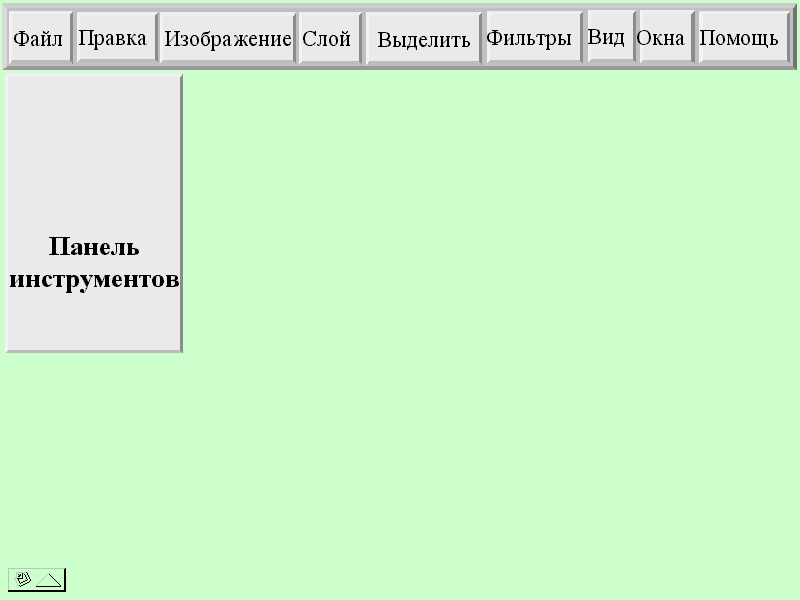 Файл Правка Изображение Слой Выделить Фильтры Вид Окна Помощь
Панель
инструментов